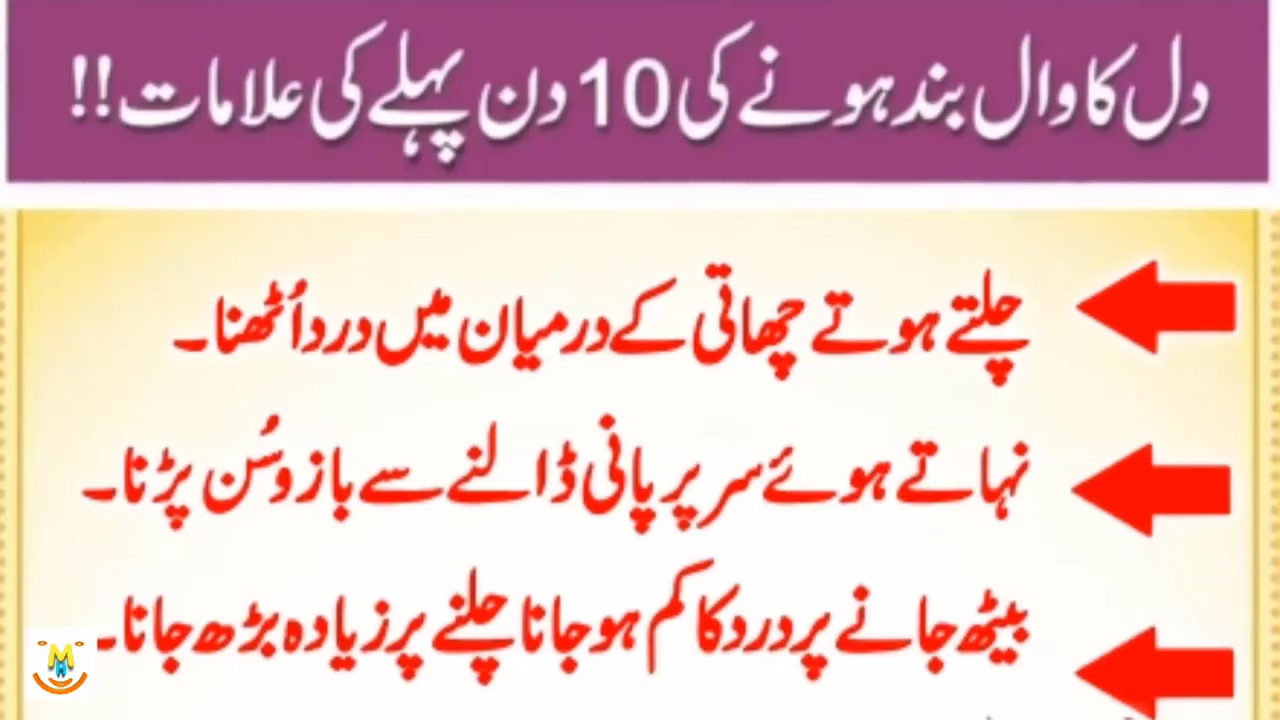 دل کا وال بند ہونے کی 10 دن پہلے کی علامات!!
چلتے ہوتے چھاتی کے درمیان میں درد اُٹھنا۔
نہاتے ہوئے سر پر پانی ڈالنے سے بازو سُن پڑنا۔
بیٹھ جانے پر درد کا کم ہو جانا چلنے پر زیادہ بڑھ جانا۔